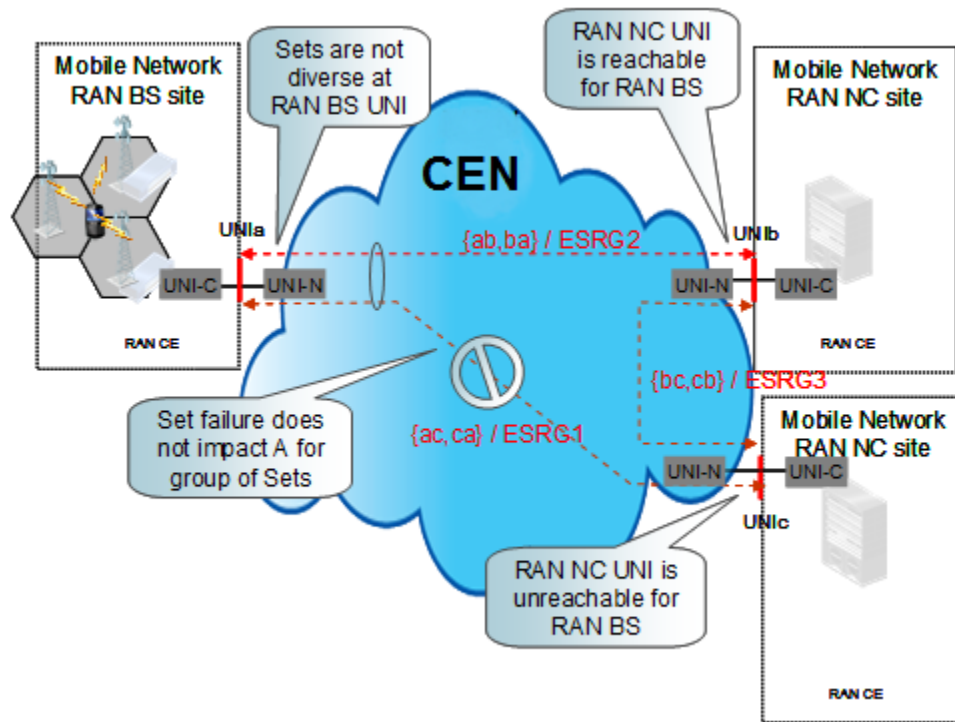 Mobile Network
RAN BS site
Sets are not
diverse at
RAN BS UNI
RAN NC UNI
is reachable
for RAN BS
Mobile Network
RAN NC site
CEN
UNIa
{ab,ba} / ESRG2
UNIb
UNI-C
UNI-N
UNI-N
UNI-C
RAN CE
RAN CE
{bc,cb} / ESRG3
Set failure does
not impact A for
group of Sets
{ac,ca} / ESRG1
Mobile Network
RAN NC site
UNI-N
UNI-C
UNIc
RAN NC UNI is
unreachable for
RAN BS
RAN CE